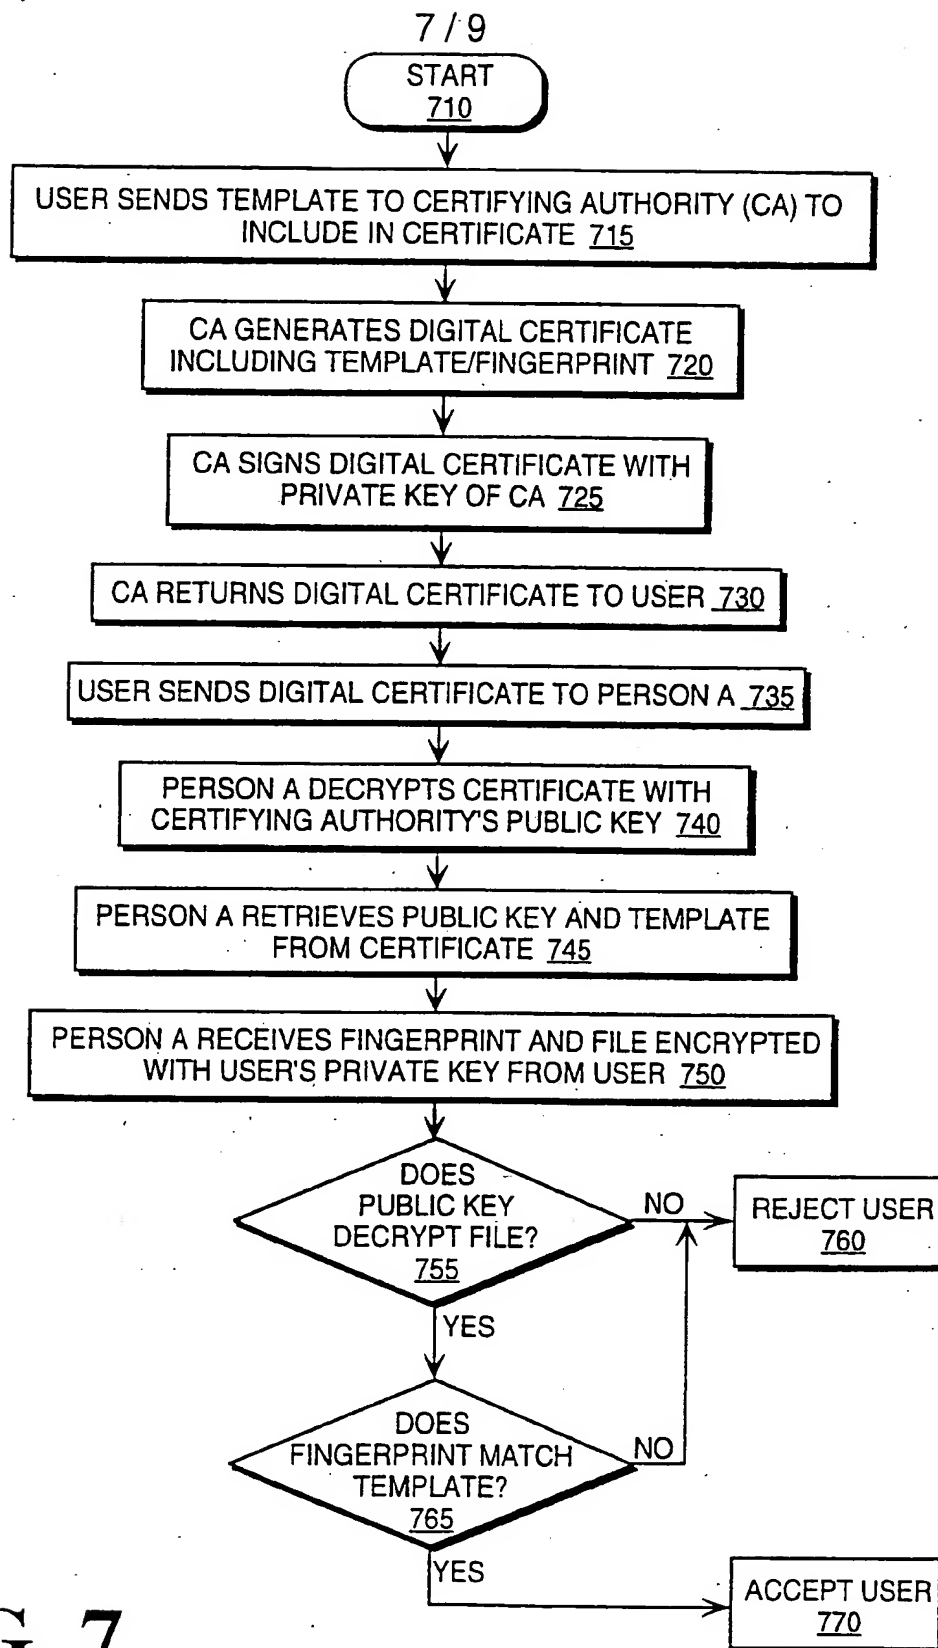 7 / 9
START
710
USER SENDS TEMPLATE TO CERTIFYING AUTHORITY (CA) TO
INCLUDE IN CERTIFICATE 715
CA GENERATES DIGITAL CERTIFICATE
INCLUDING TEMPLATE/FINGERPRINT 720
CA SIGNS DIGITAL CERTIFICATE WITH
PRIVATE KEY OF CA 725
CA RETURNS DIGITAL CERTIFICATE TO USER 730
USER SENDS DIGITAL CERTIFICATE TO PERSON A 735
PERSON A DECRYPTS CERTIFICATE WITH
CERTIFYING AUTHORITY'S PUBLIC KEY 740
PERSON A RETRIEVES PUBLIC KEY AND TEMPLATE
FROM CERTIFICATE 745
PERSON A RECEIVES FINGERPRINT AND FILE ENCRYPTED
WITH USER'S PRIVATE KEY FROM USER 750
DOES
PUBLIC KEY
DECRYPT FILE?
755
NO
REJECT USER
760
YES
DOES
FINGERPRINT MATCH
TEMPLATE?
765
NO
YES
ACCEPT USER
770
7